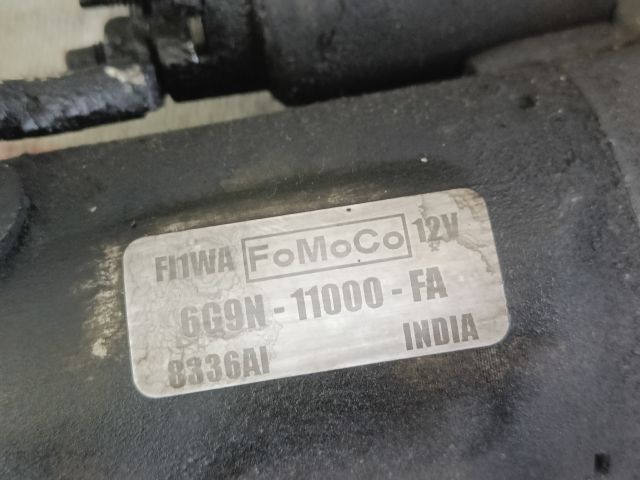 FI1WA FoMoCo 12V
6G9N - 11000 - FA
8336AI INDIA